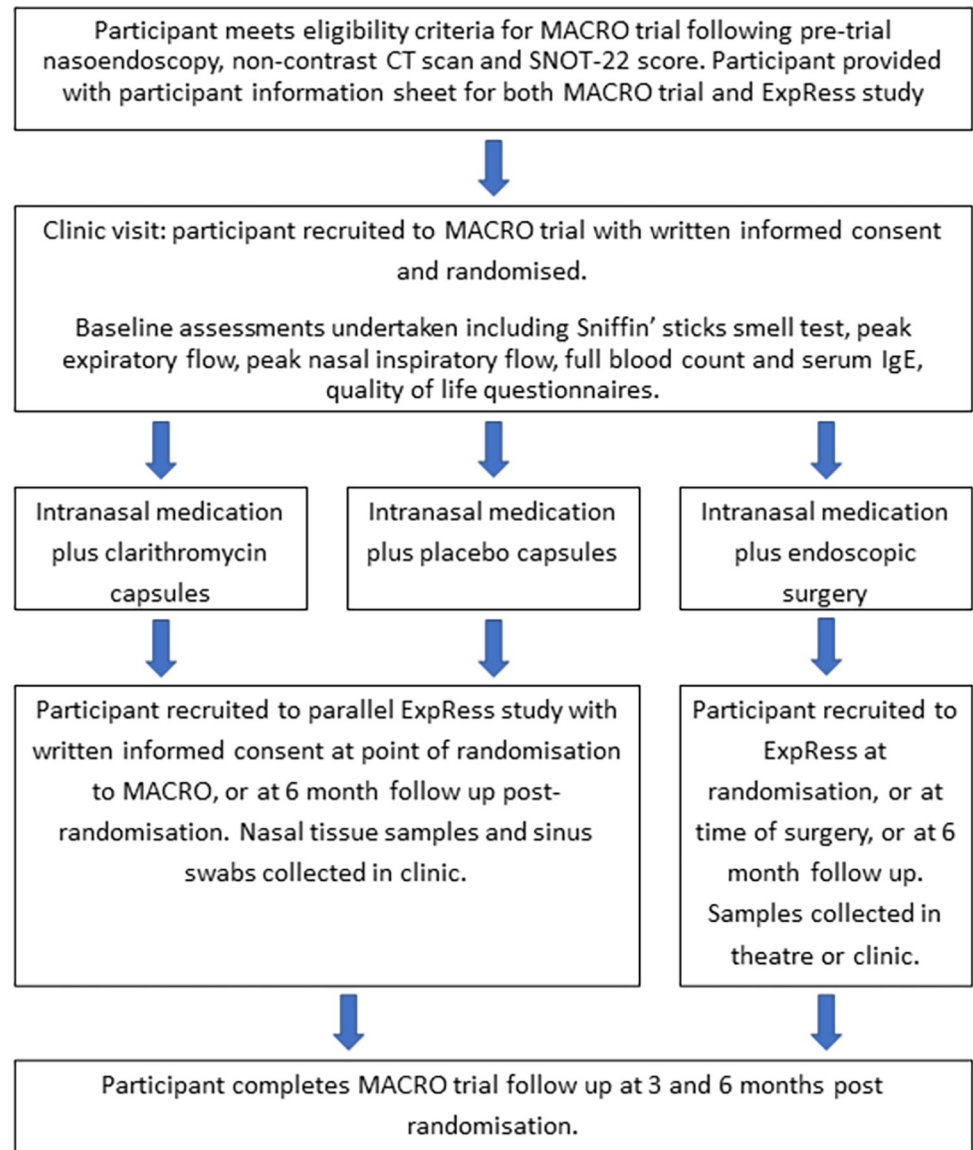 Participant meets eligibility criteria for MACRO trial following pre-trial
nasoendoscopy, non-contrast CT scan and SNOT-22 score. Participant provided
with participant information sheet for both MACRO trial and ExpRess study
Clinic visit: participant recruited to MACRO trial with written informed consent
and randomised.
Baseline assessments undertaken including Sniffin’ sticks smell test, peak
expiratory flow, peak nasal inspiratory flow, full blood count and serum IgE,
quality of life questionnaires.
Intranasal medication
plus clarithromycin
capsules
Intranasal medication
plus placebo capsules
Intranasal medication
plus endoscopic
surgery
Participant recruited to parallel ExpRess study with
written informed consent at point of randomisation
to MACRO, or at 6 month follow up post-
randomisation. Nasal tissue samples and sinus
swabs collected in clinic.
Participant recruited to
ExpRess at
randomisation, or at
time of surgery, or at 6
month follow up.
Samples collected in
theatre or clinic.
Participant completes MACRO trial follow up at 3 and 6 months post
randomisation.